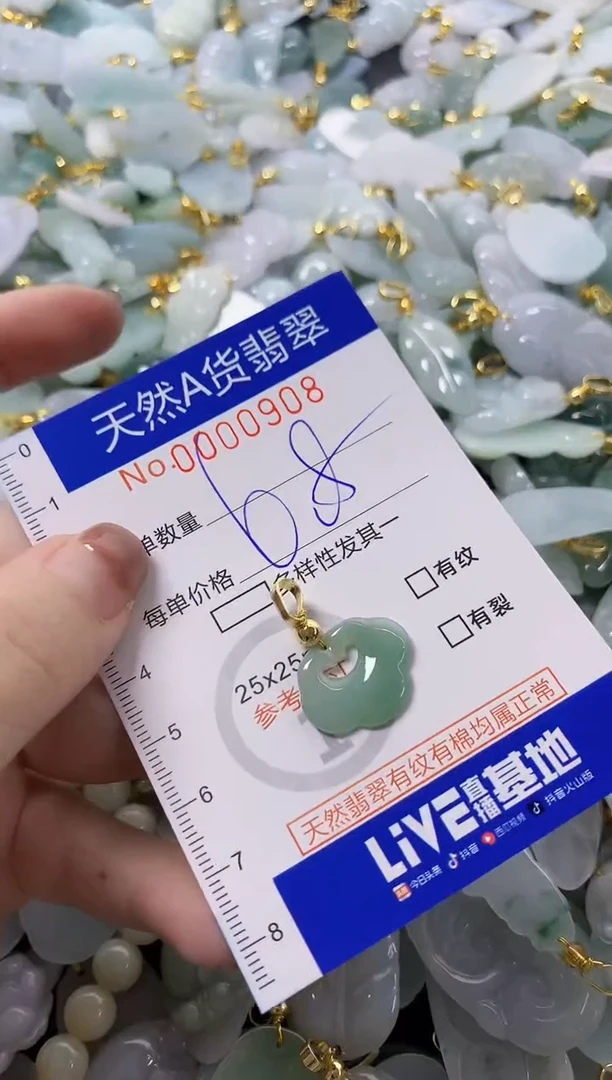 天然A货翡翠
No.0000908
单数量
68
每单价格
多样性发其一
25x25
参考
有纹
有裂
天然翡翠有纹有棉均属正常
LiVE直播基地
今日头条 抖音 西瓜视频 抖音火山版
0
1
4
5
6
7
8